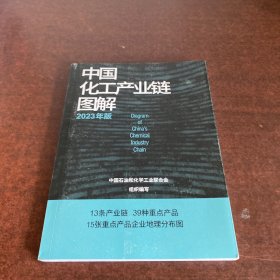 中国
化工产业链
图解
2023年版
Diagram
of
China's
Chemical
Industry
Chain
中国石油和化学工业联合会
组织编写
13条产业链 39种重点产品
15张重点产品企业地理分布图